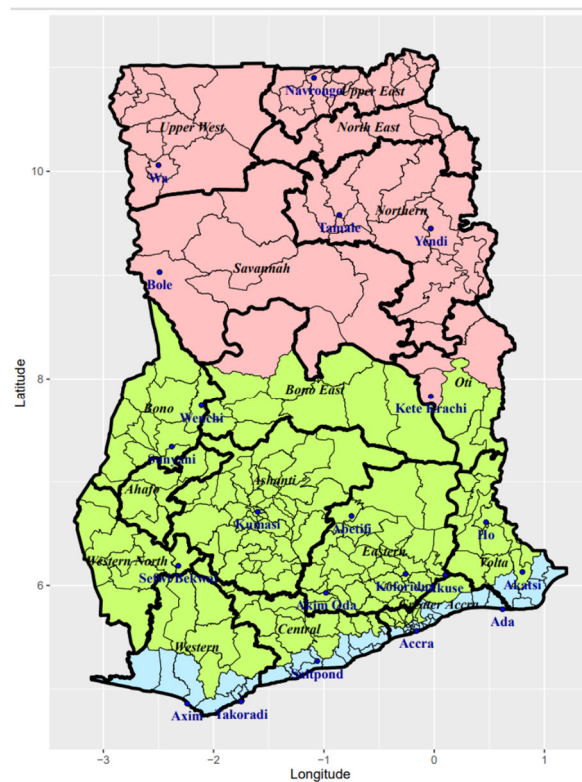 Navrongo
Upper East
Upper West
North East
10
Wa
Northern
Tamale
Yendi
Savannah
Bole
Latitude
8
Bono East
Oti
Bono
Kete Krachi
Wenchi
Sunyani
Ashanti
Ahafo
Kumasi
Abetifi
Ho
Eastern
Western North
Volta
Sefwi Bekwai
Koforidua
Akuse
Akatsi
6
Akim Oda
Greater Accra
Ada
Central
Accra
Western
Saltpond
Axim
Takoradi
−3
−2
−1
0
1
Longitude